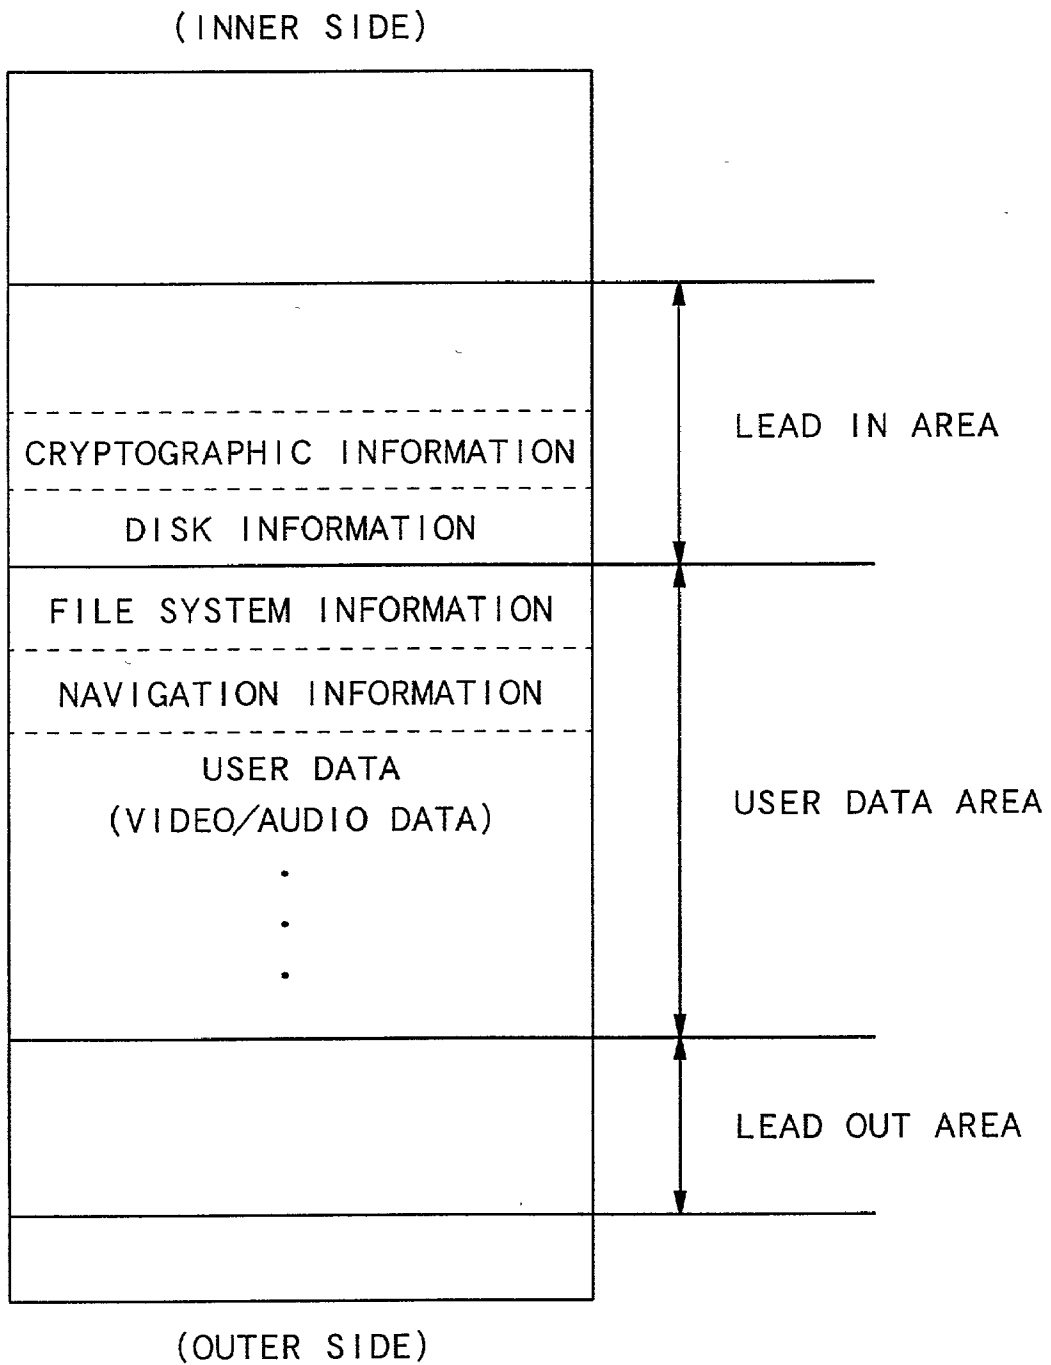 (INNER SIDE)
LEAD IN AREA
CRYPTOGRAPHIC INFORMATION
DISK INFORMATION
FILE SYSTEM INFORMATION
NAVIGATION INFORMATION
USER DATA
(VIDEO/AUDIO DATA)
USER DATA AREA
LEAD OUT AREA
(OUTER SIDE)